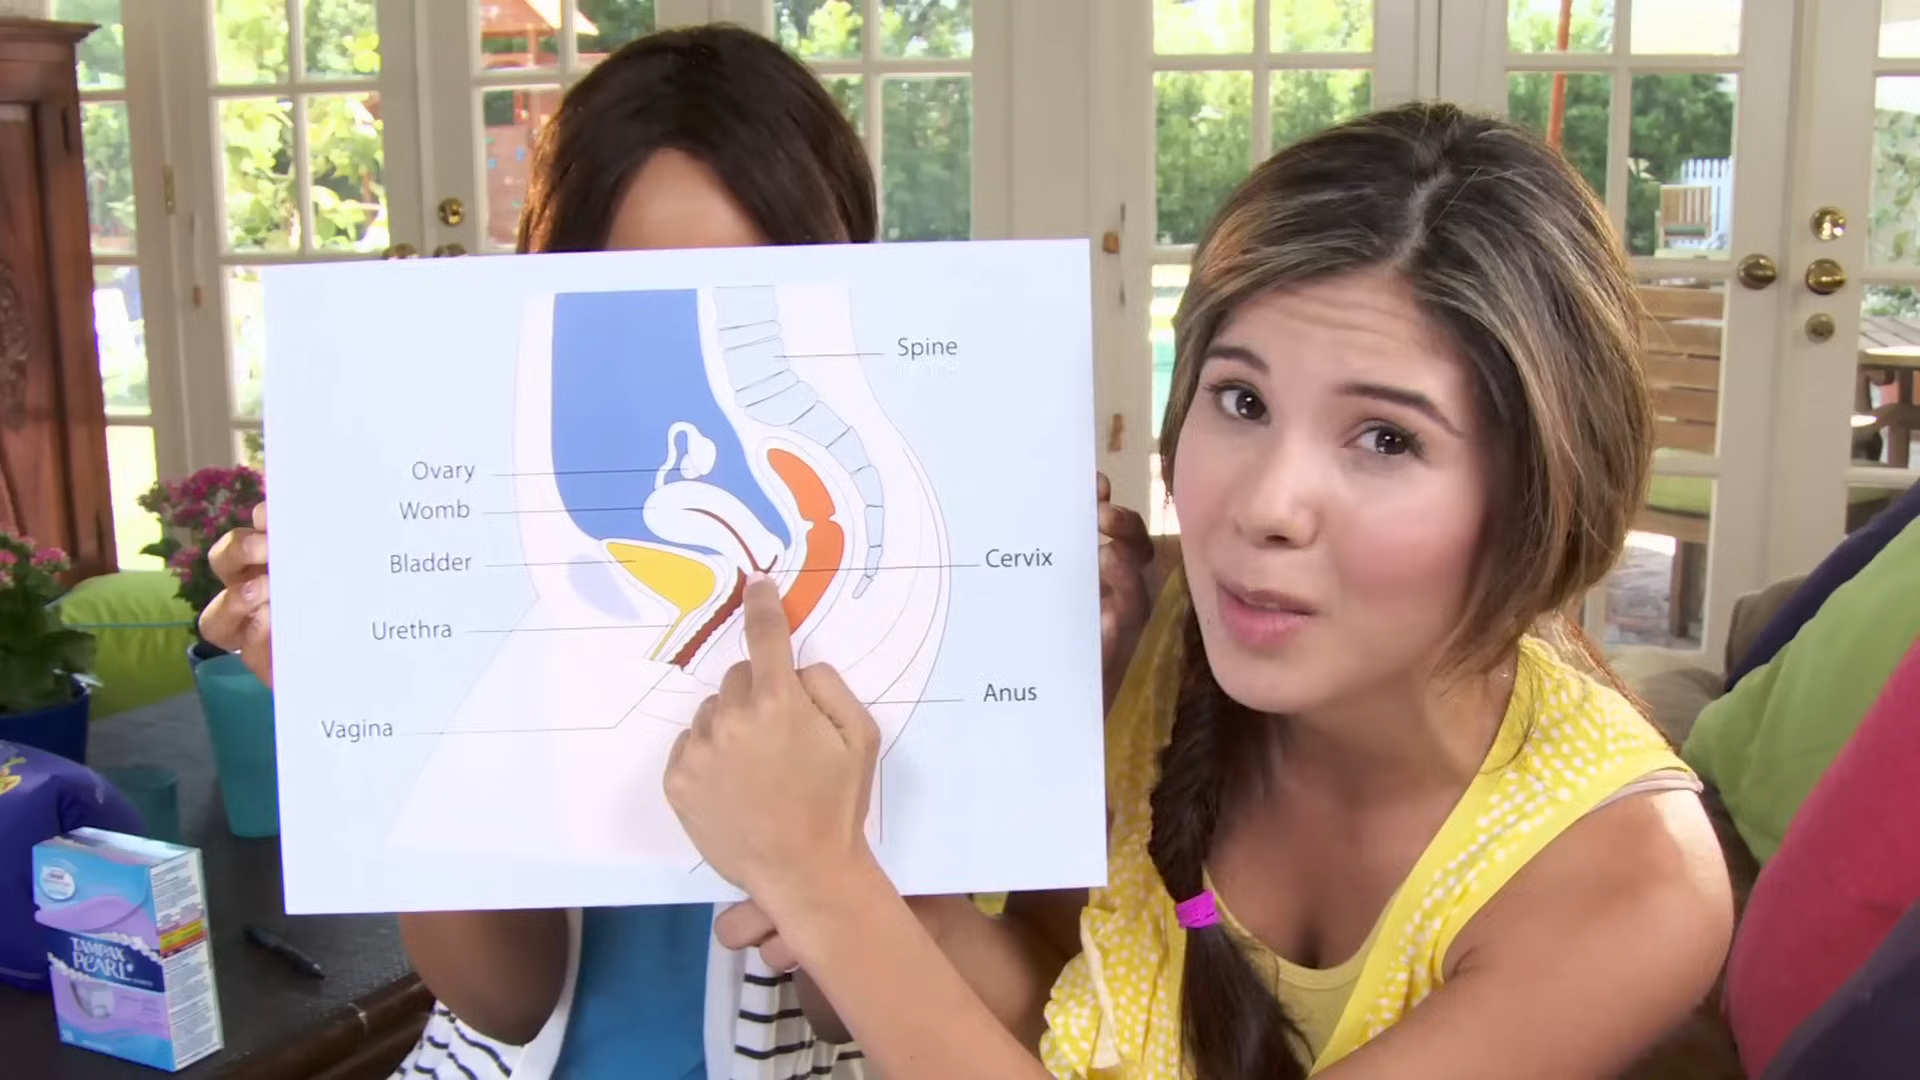 Spine
Ovary
Womb
Bladder
Cervix
Urethra
Anus
Vagina
TAMPAX
PEARL